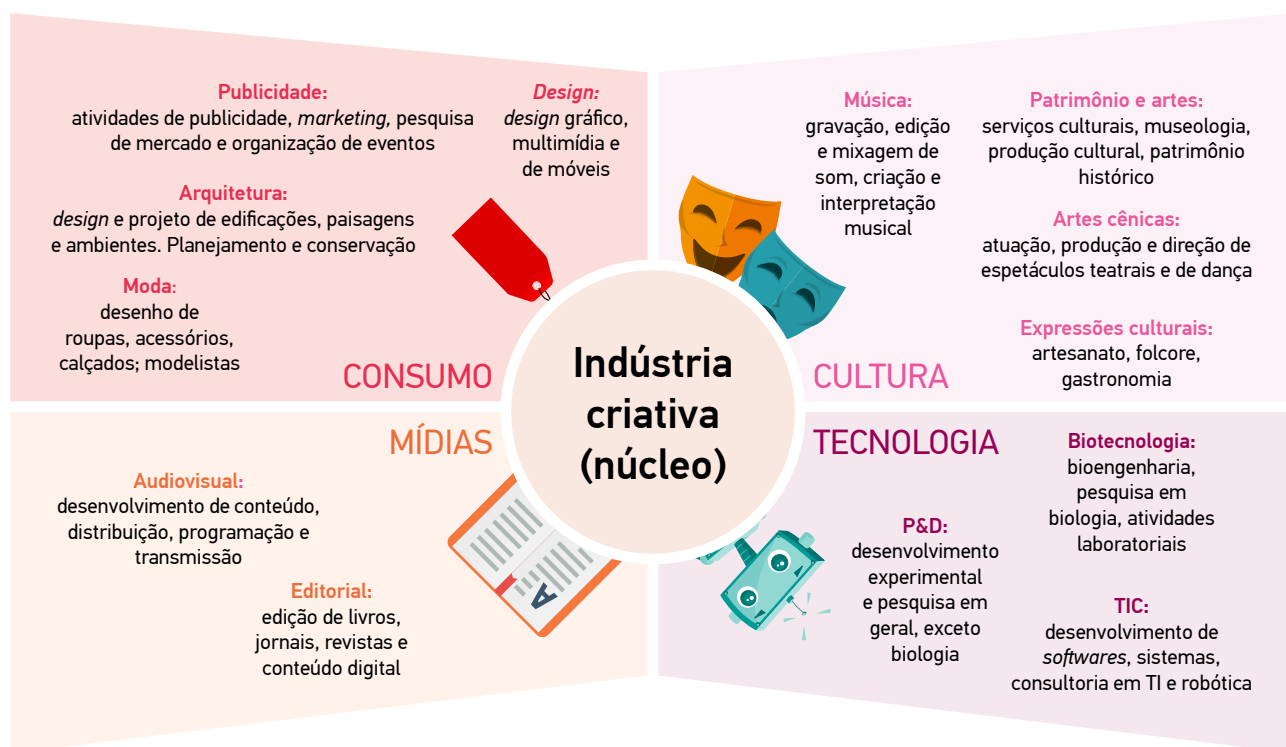 Publicidade:
atividades de publicidade, marketing, pesquisa
de mercado e organização de eventos
Design:
design gráfico,
multimídia e
de móveis
Arquitetura:
design e projeto de edificações, paisagens
e ambientes. Planejamento e conservação
Moda:
desenho de
roupas, acessórios,
calçados; modelistas
CONSUMO
Música:
gravação, edição
e mixagem de
som, criação e
interpretação
musical
Patrimônio e artes:
serviços culturais, museologia,
produção cultural, patrimônio
histórico
Artes cênicas:
atuação, produção e direção de
espetáculos teatrais e de dança
Expressões culturais:
artesanato, folcore,
gastronomia
CULTURA
Indústria
criativa
(núcleo)
MÍDIAS
Audiovisual:
desenvolvimento de conteúdo,
distribuição, programação e
transmissão
Editorial:
edição de livros,
jornais, revistas e
conteúdo digital
A
TECNOLOGIA
Biotecnologia:
bioengenharia,
pesquisa em
biologia, atividades
laboratoriais
P&D:
desenvolvimento
experimental
e pesquisa em
geral, exceto
biologia
TIC:
desenvolvimento de
softwares, sistemas,
consultoria em TI e robótica